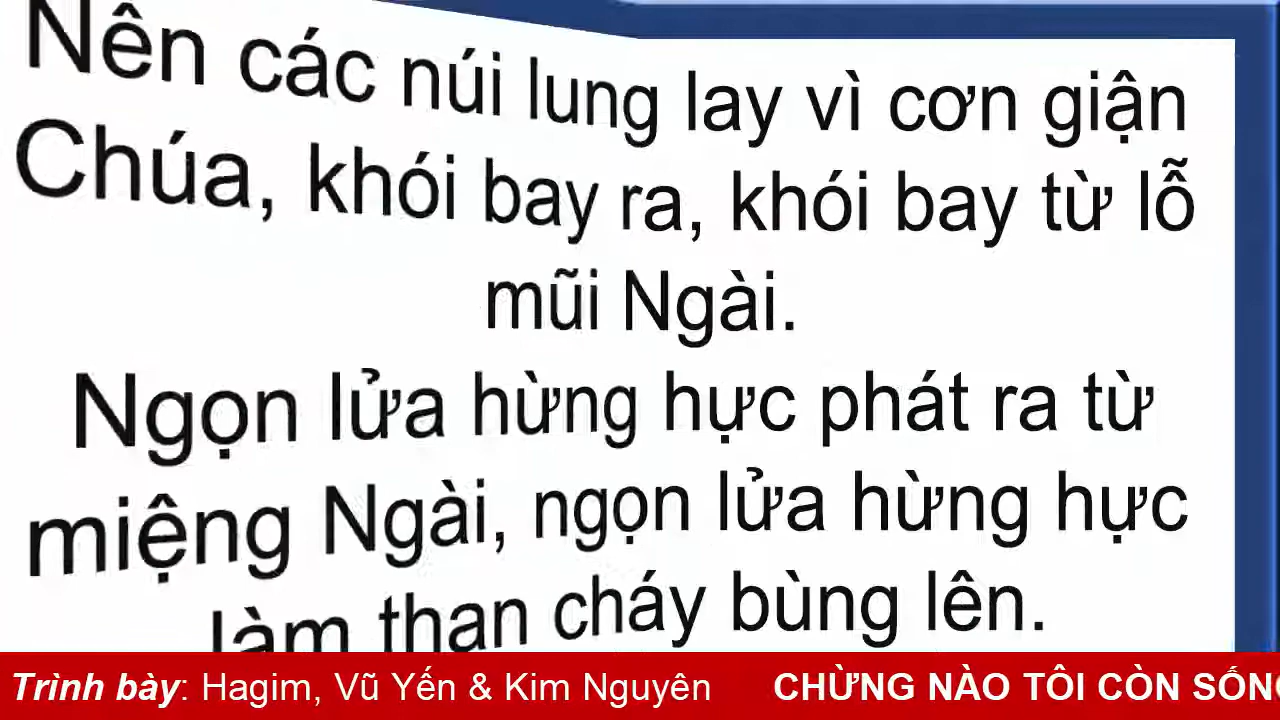 Nên các núi lung lay vì cơn giận
Chúa, khói bay ra, khói bay từ lỗ
mũi Ngài.
Ngọn lửa hừng hực phát ra từ
miệng Ngài, ngọn lửa hừng hực
làm than cháy bùng lên.
Trình bày: Hagim, Vũ Yến & Kim Nguyên CHỪNG NÀO TÔI CÒN SỐNG